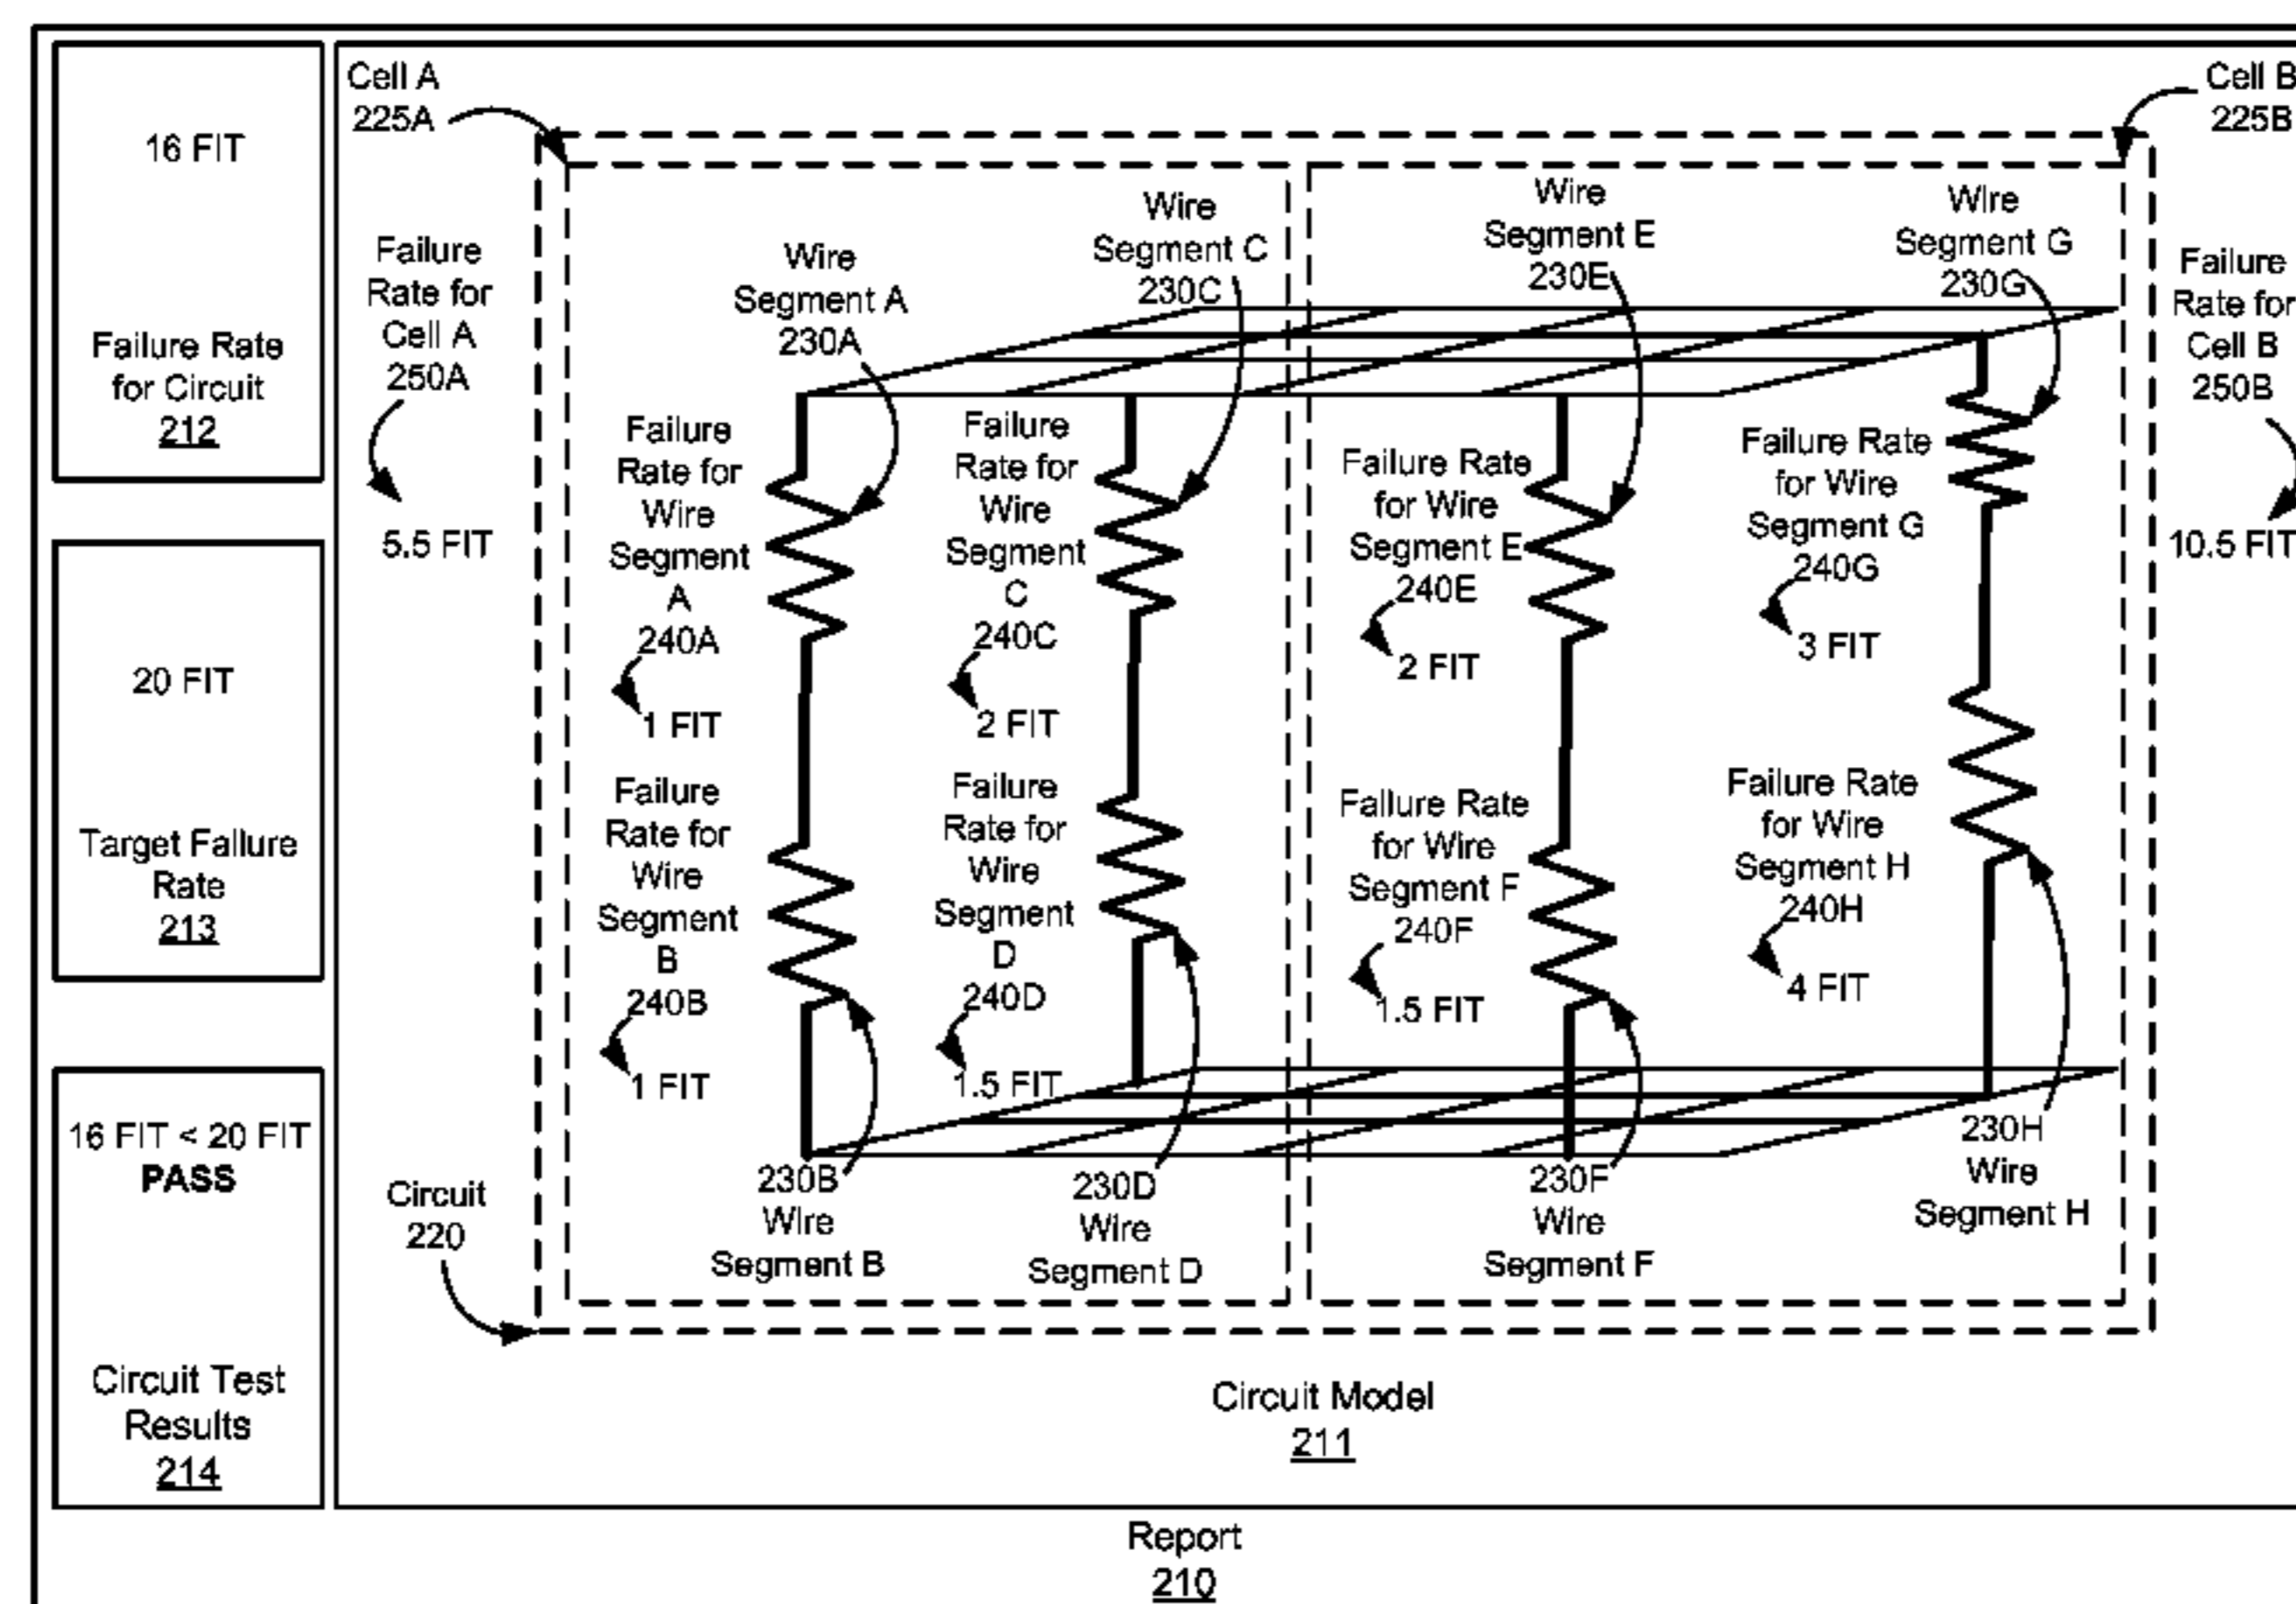 16 FIT
Failure Rate
for Circuit
212
20 FIT
Target Failure
Rate
213
16 FIT < 20 FIT
PASS
Circuit Test
Results
214
Cell A
225A
Failure
Rate for
Cell A
250A
5.5 FIT
Circuit
220
Wire
Segment A
230A
Wire
Segment C
230C
Wire
Segment E
230E
Wire
Segment G
230G
Cell B
225B
Failure
Rate for
Cell B
250B
10.5 FIT
Failure
Rate for
Wire
Segment
A
240A
1 FIT
Failure
Rate for
Wire
Segment
C
240C
2 FIT
Failure Rate
for Wire
Segment E
240E
2 FIT
Failure Rate
for Wire
Segment G
240G
3 FIT
Failure
Rate for
Wire
Segment
B
240B
1 FIT
Failure
Rate for
Wire
Segment
D
240D
1.5 FIT
Failure Rate
for Wire
Segment F
240F
1.5 FIT
Failure Rate
for Wire
Segment H
240H
4 FIT
230B
Wire
Segment B
230D
Wire
Segment D
230F
Wire
Segment F
230H
Wire
Segment H
Circuit Model
211
Report
210